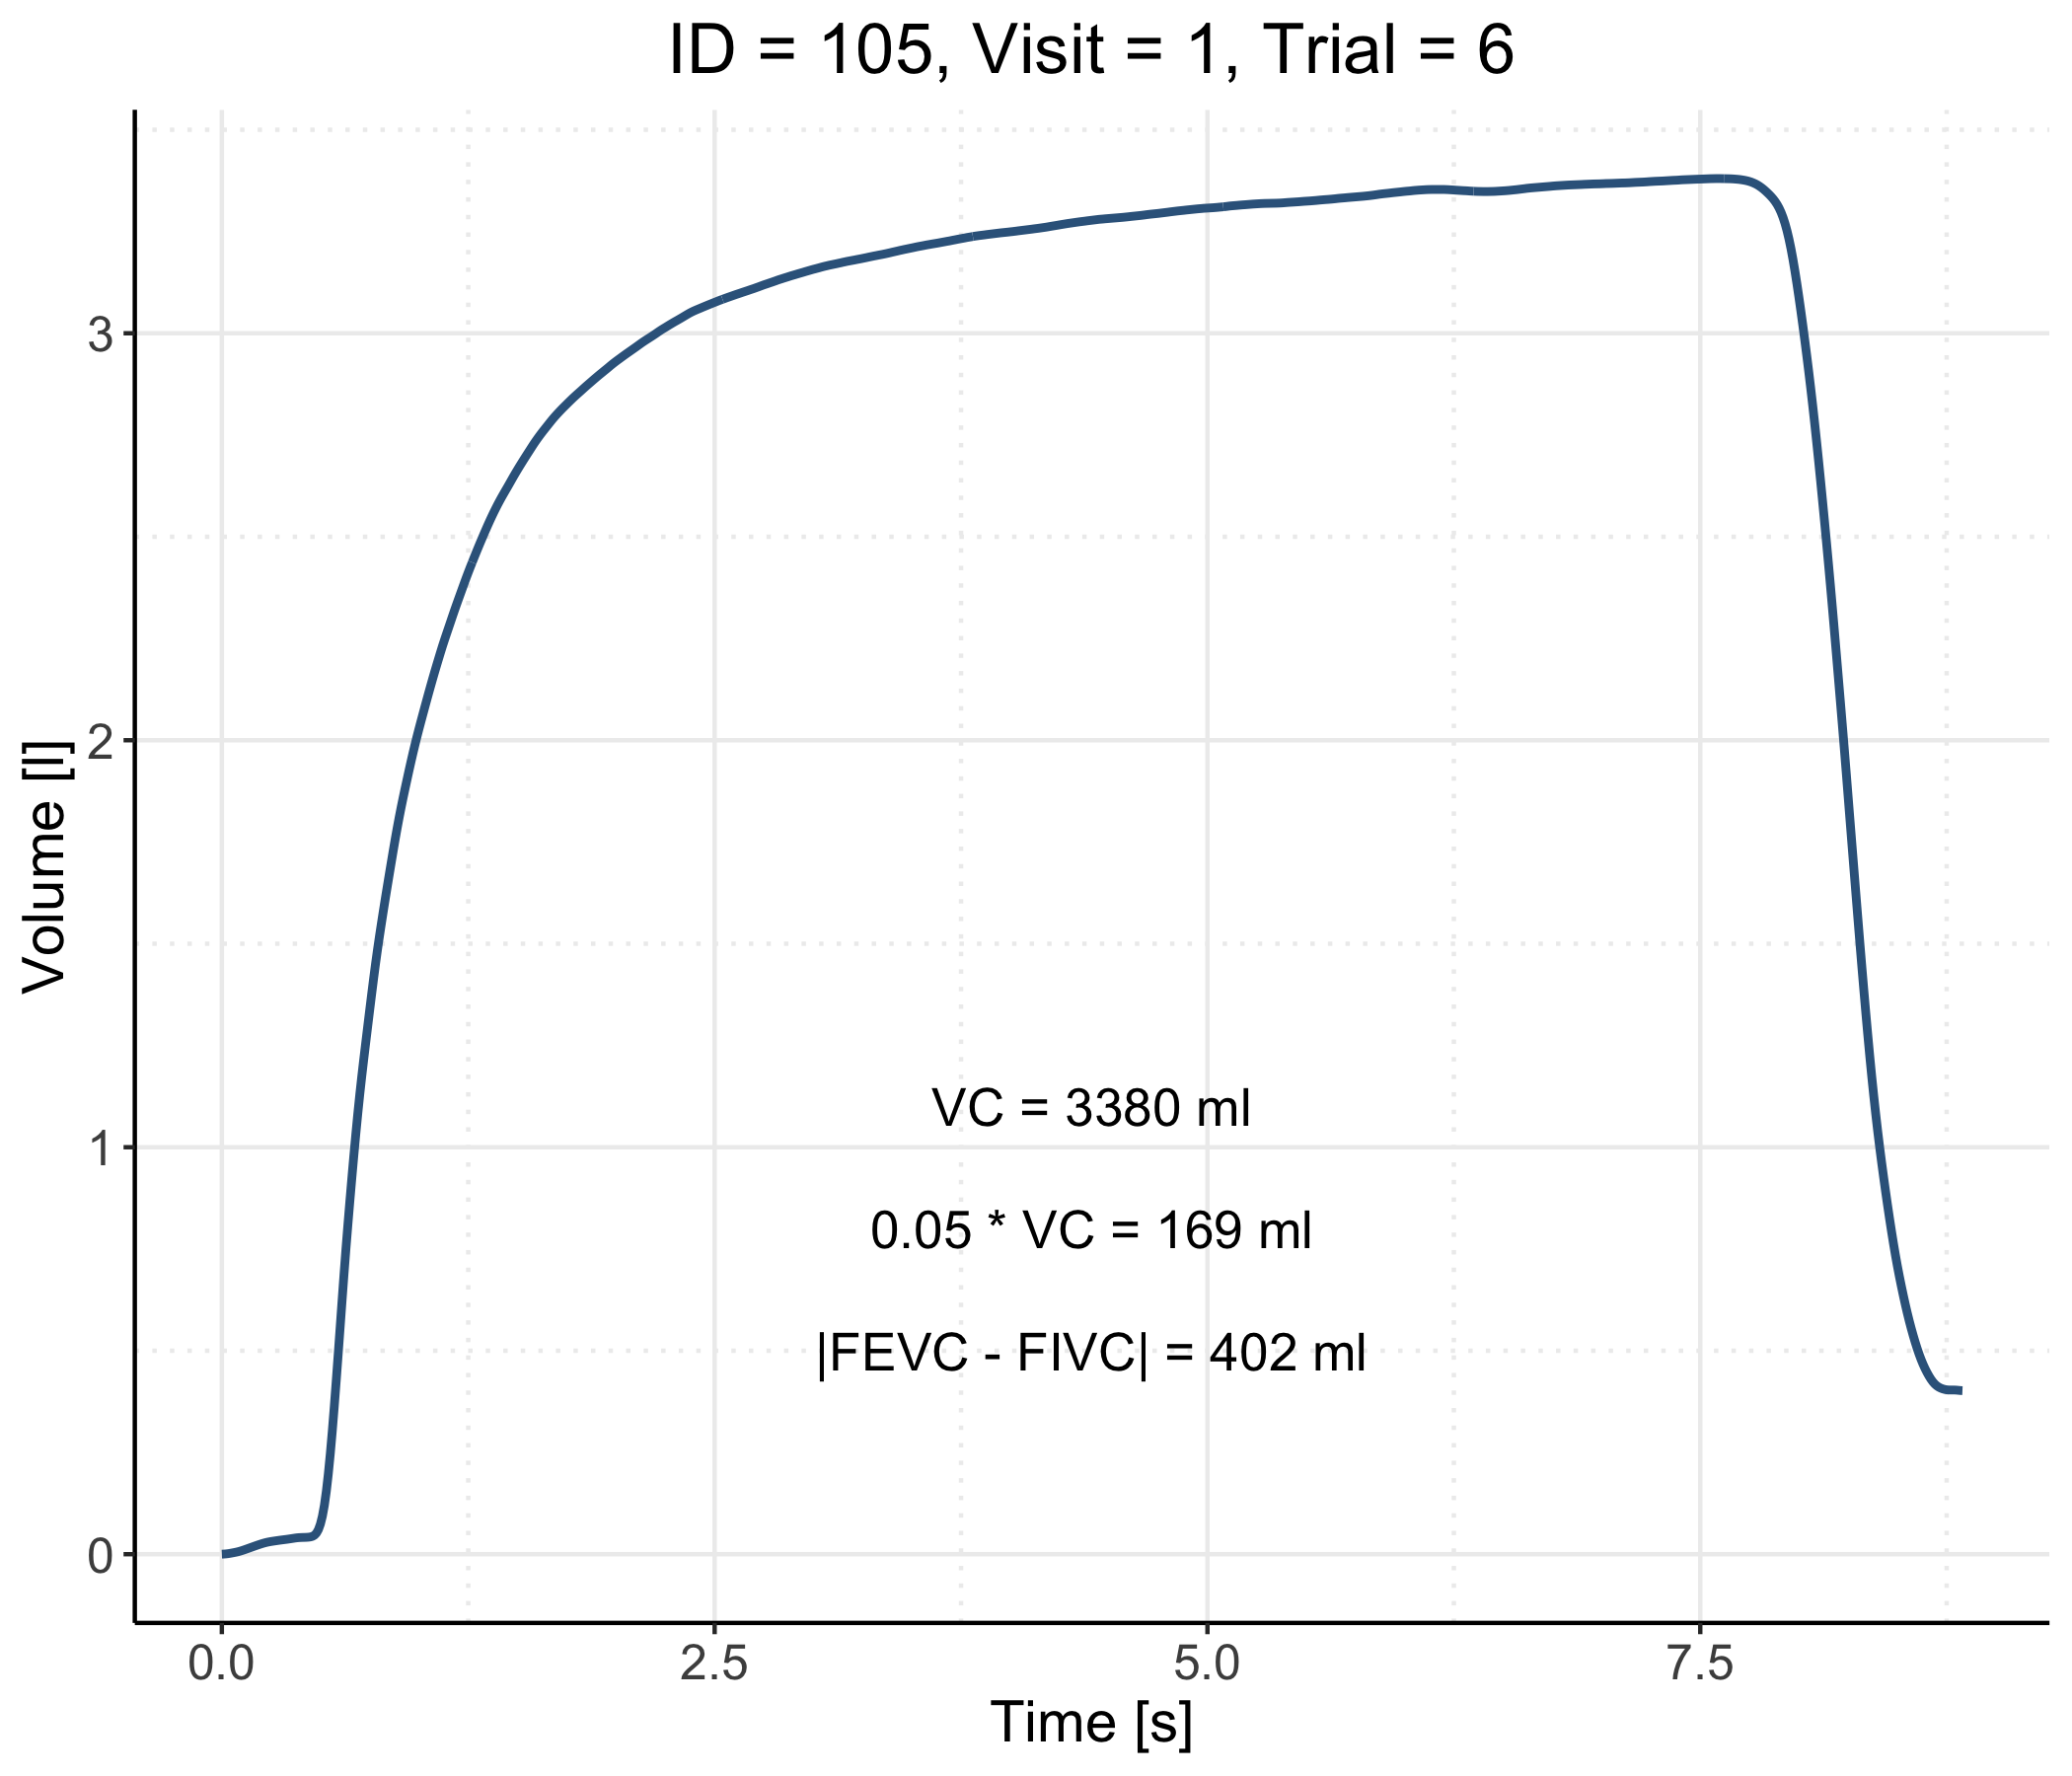 ID = 105, Visit = 1, Trial = 6
3
2
1
0
Volume [l]
VC = 3380 ml
0.05 * VC = 169 ml
|FEVC - FIVC| = 402 ml
0.0 2.5 5.0 7.5
Time [s]